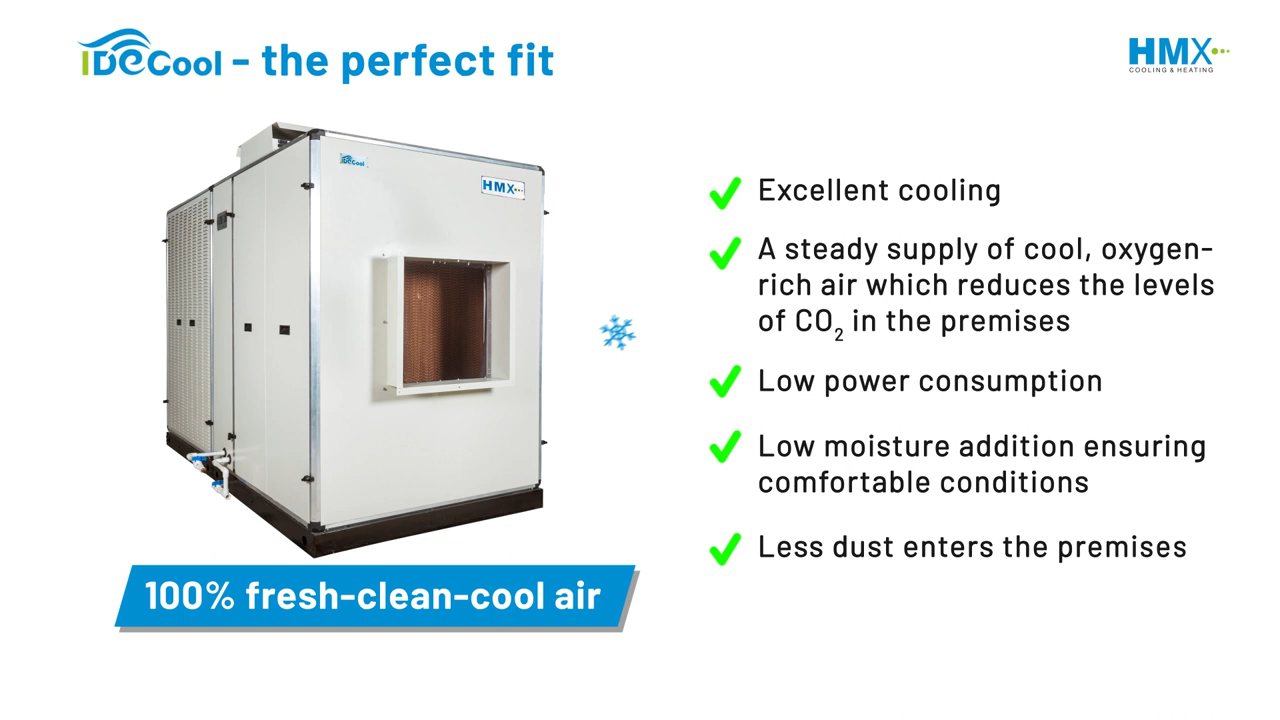 IDeCool - the perfect fit
HMX
COOLING & HEATING
IDeCool
HMX
Excellent cooling
A steady supply of cool, oxygen-
rich air which reduces the levels
of CO₂ in the premises
Low power consumption
Low moisture addition ensuring
comfortable conditions
Less dust enters the premises
100% fresh-clean-cool air